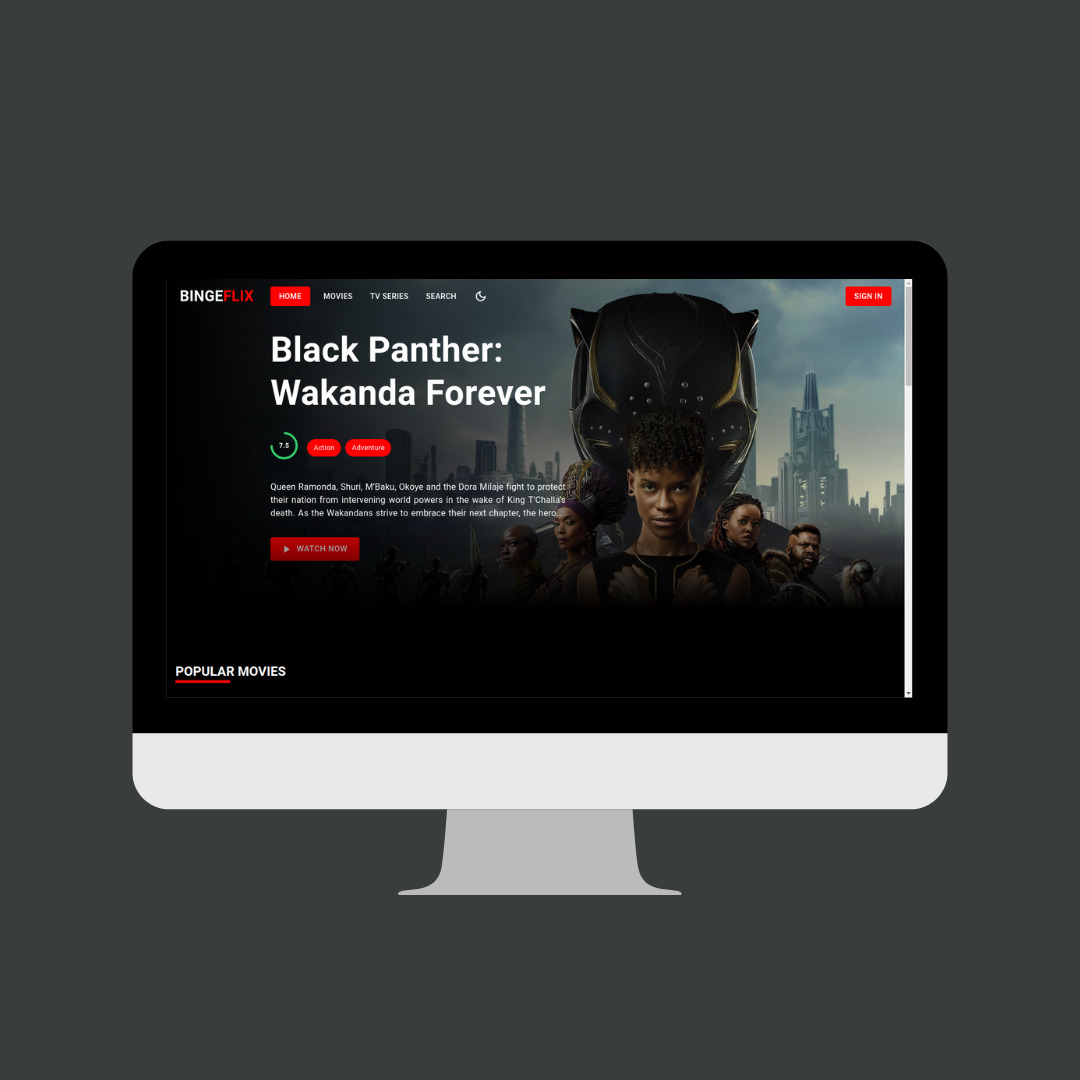 BINGEFLIX HOME MOVIES TV SERIES SEARCH SIGN IN
Black Panther:
Wakanda Forever
7.5 Action Adventure
Queen Ramonda, Shuri, M'Baku, Okoye and the Dora Milaje fight to protect
their nation from intervening world powers in the wake of King T'Challa's
death. As the Wakandans strive to embrace their next chapter, the hero...
WATCH NOW
POPULAR MOVIES